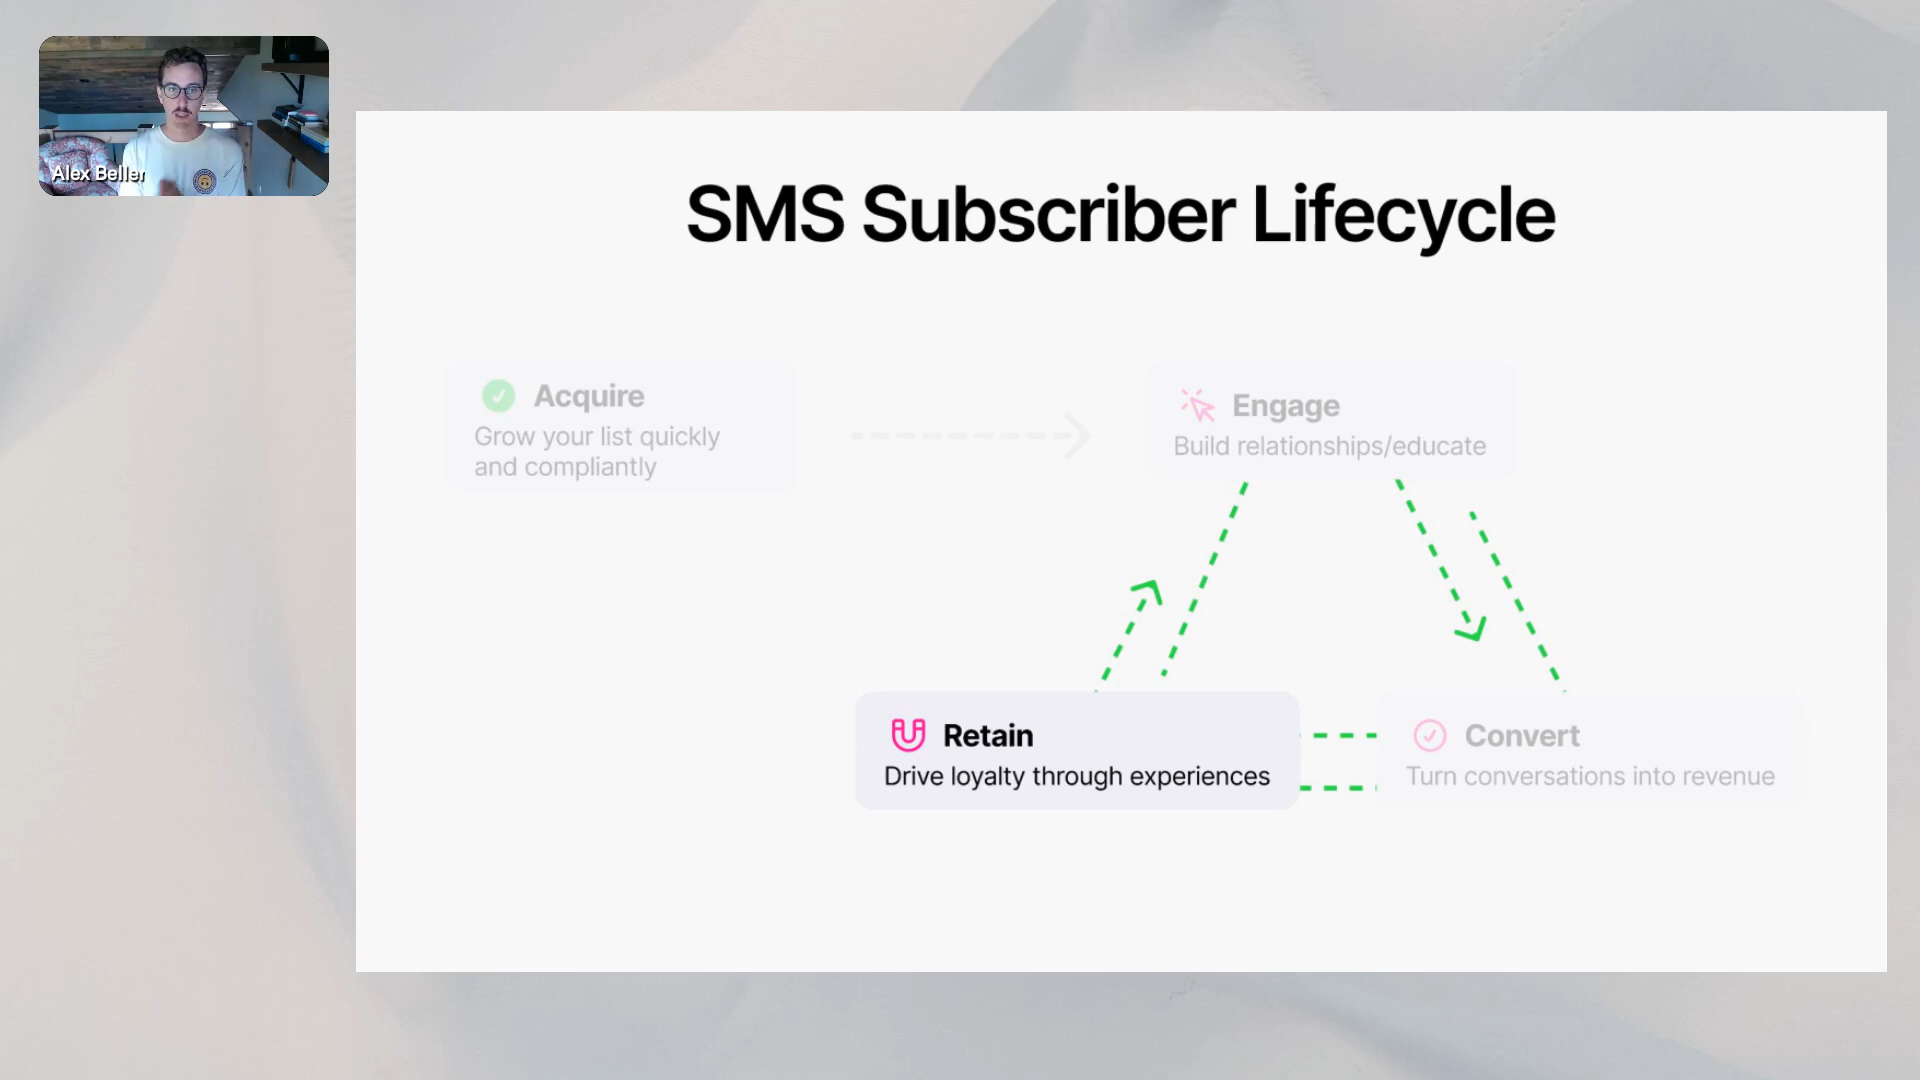 Alex Beller
SMS Subscriber Lifecycle
Acquire
Grow your list quickly
and compliantly
Engage
Build relationships/educate
Retain
Drive loyalty through experiences
Convert
Turn conversations into revenue